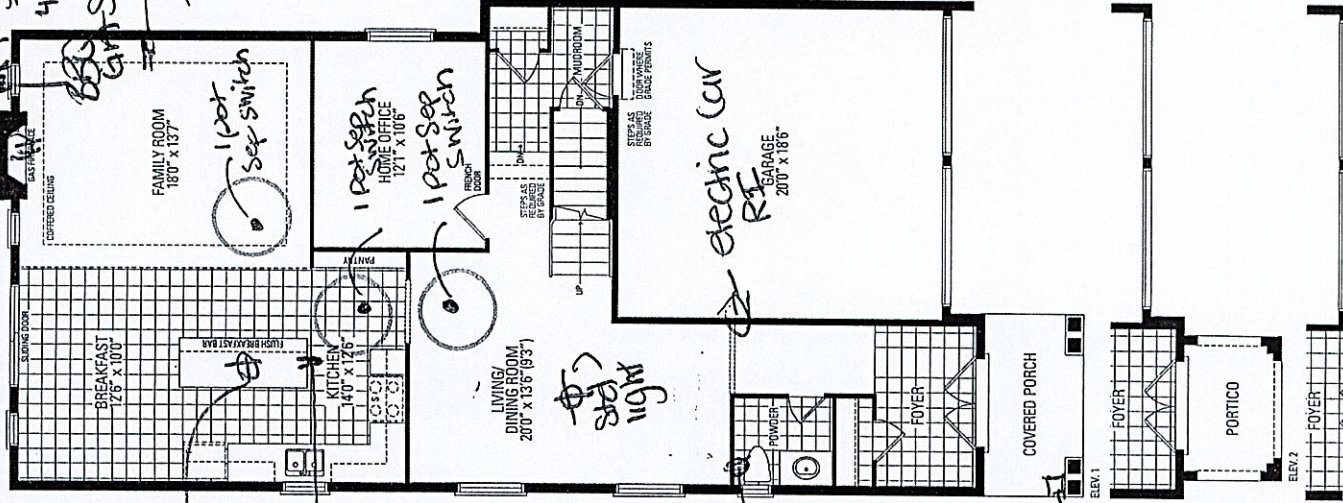 BBQ
GAS FIREPLACE
COFFERED CEILING
FAMILY ROOM
18'0" x 13'7"
1 pot
sep switch
1 pot sep
switch
HOME OFFICE
12'1" x 10'6"
1 pot sep
switch
FRENCH
DOOR
MUDROOM
DN
DN
STEPS AS
REQUIRED
BY GRADE
STEPS AS
REQUIRED
BY GRADE
DOOR WHERE
GRADE PERMITS
UP
electric car
RI
GARAGE
20'0" x 18'6"
SLIDING DOOR
BREAKFAST
12'6" x 10'0"
FLUSH BREAKFAST BAR
PANTRY
KITCHEN
14'0" x 12'6"
LIVING/
DINING ROOM
20'0" x 13'6"(9'3")
std
light
POWDER
FOYER
COVERED PORCH
ELEV. 1
FOYER
PORTICO
ELEV. 2
FOYER